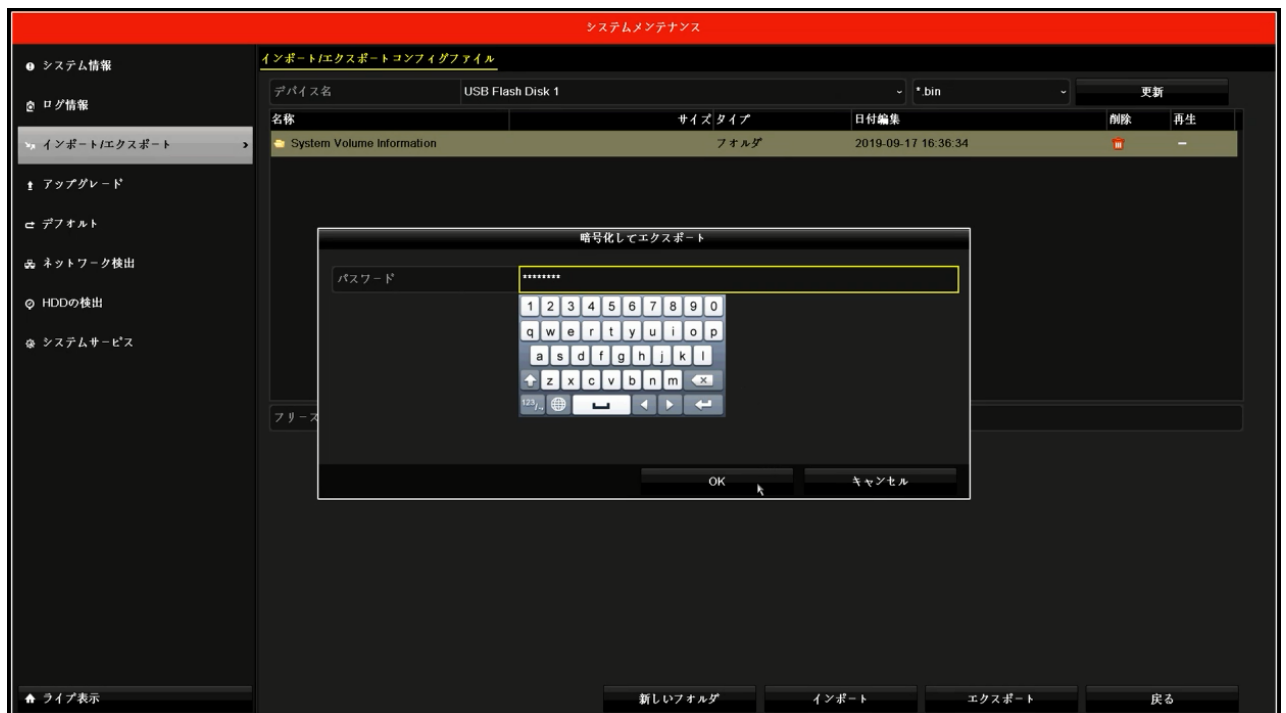 システムメンテナンス
システム情報
ログ情報
インポート/エクスポート
アップグレード
デフォルト
ネットワーク検出
HDDの検出
システムサービス
ライブ表示
インポート/エクスポートコンフィグファイル
デバイス名 USB Flash Disk 1 *.bin 更新
名称 サイズ タイプ 日付編集 削除 再生
System Volume Information フォルダ 2019-09-17 16:36:34
暗号化してエクスポート
パスワード ********
1 2 3 4 5 6 7 8 9 0
q w e r t y u i o p
a s d f g h j k l
z x c v b n m
123/.,
OK キャンセル
フリース
新しいフォルダ インポート エクスポート 戻る